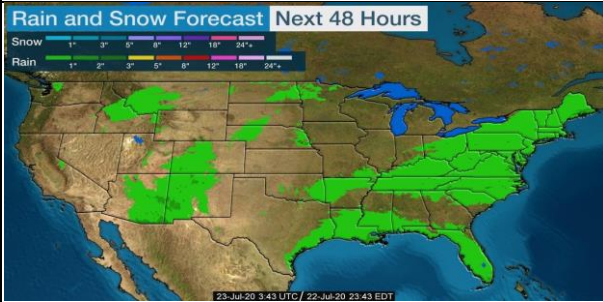 Rain and Snow Forecast Next 48 Hours
Snow 1" 3" 5" 8" 12" 18" 24"+
Rain 1" 2" 3" 5" 8" 12" 18" 24"+
23-Jul-20 3:43 UTC / 22-Jul-20 23:43 EDT